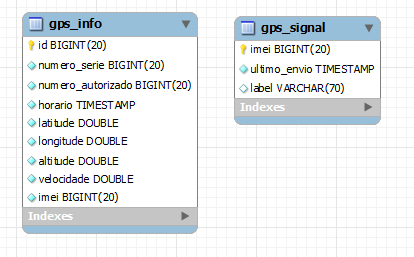 gps_info
id BIGINT(20)
numero_serie BIGINT(20)
numero_autorizado BIGINT(20)
horario TIMESTAMP
latitude DOUBLE
longitude DOUBLE
altitude DOUBLE
velocidade DOUBLE
imei BIGINT(20)
Indexes
gps_signal
imei BIGINT(20)
ultimo_envio TIMESTAMP
label VARCHAR(70)
Indexes